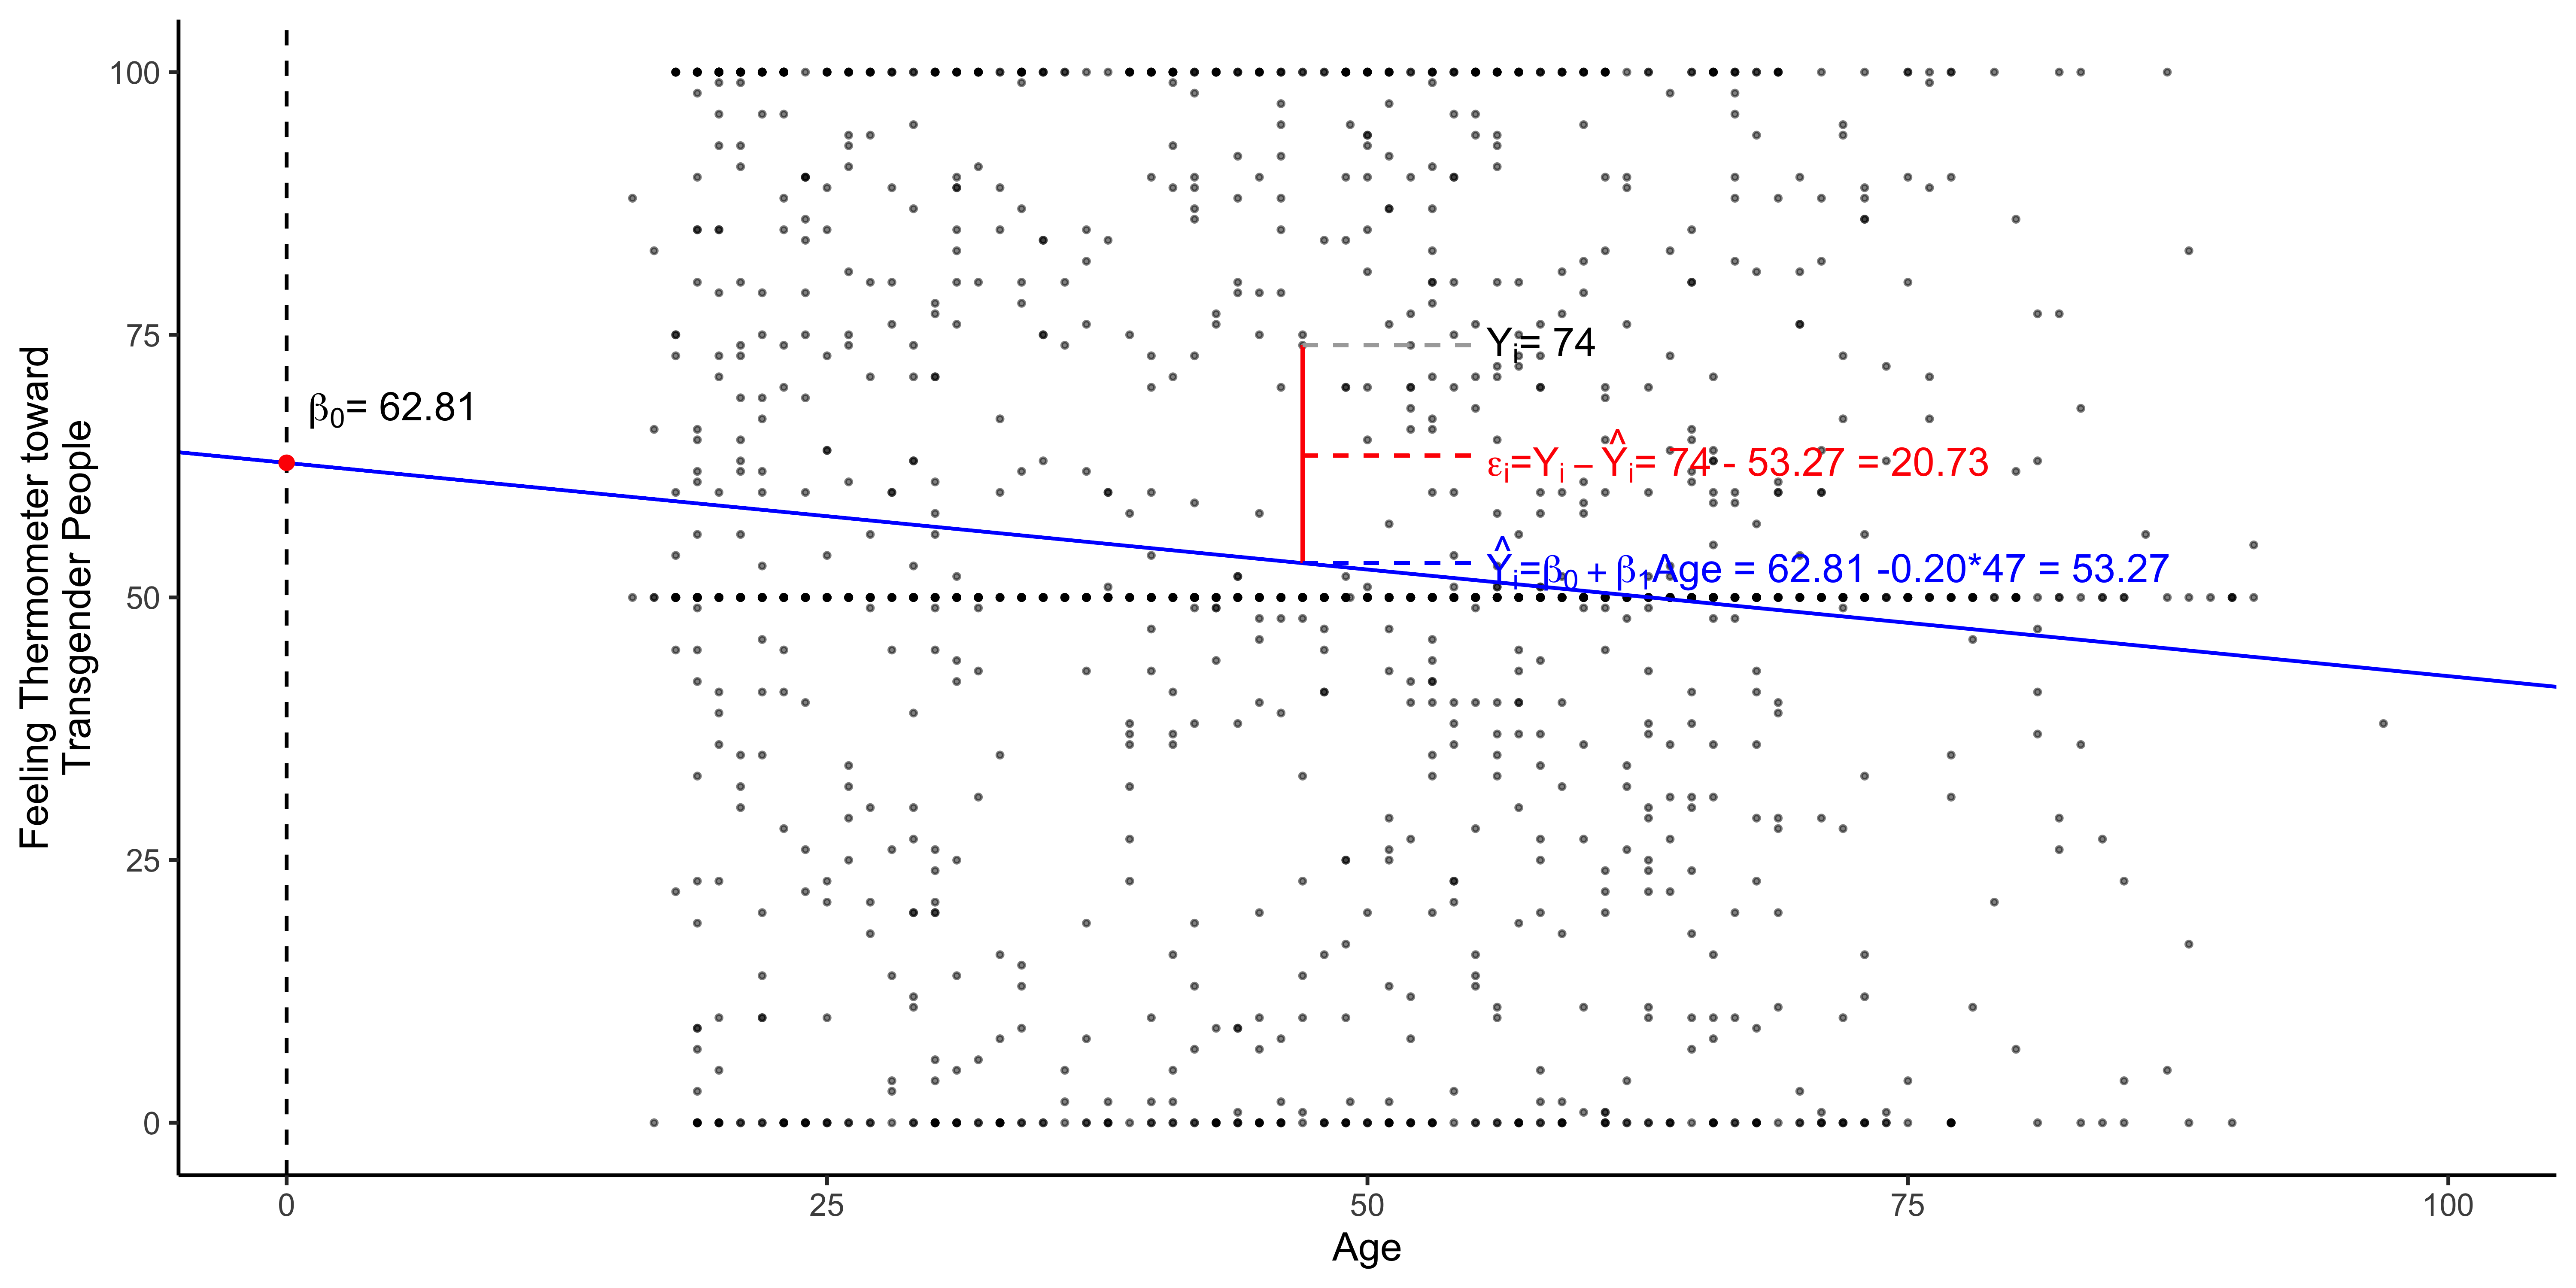 Feeling Thermometer toward
Transgender People
100
75
50
25
0
β₀= 62.81
Yᵢ= 74
εᵢ=Yᵢ − Ŷᵢ= 74 - 53.27 = 20.73
Ŷᵢ=β₀ + β₁Age = 62.81 -0.20*47 = 53.27
0
25
50
75
100
Age